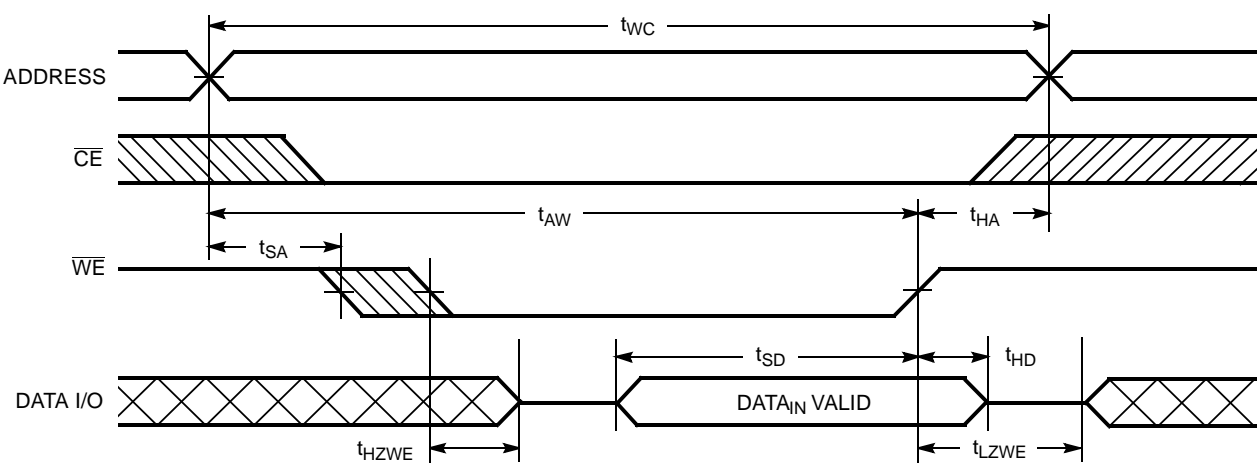 tWC
ADDRESS
CE
tAW
tHA
tSA
WE
tSD
tHD
DATA I/O
DATAIN VALID
tHZWE
tLZWE